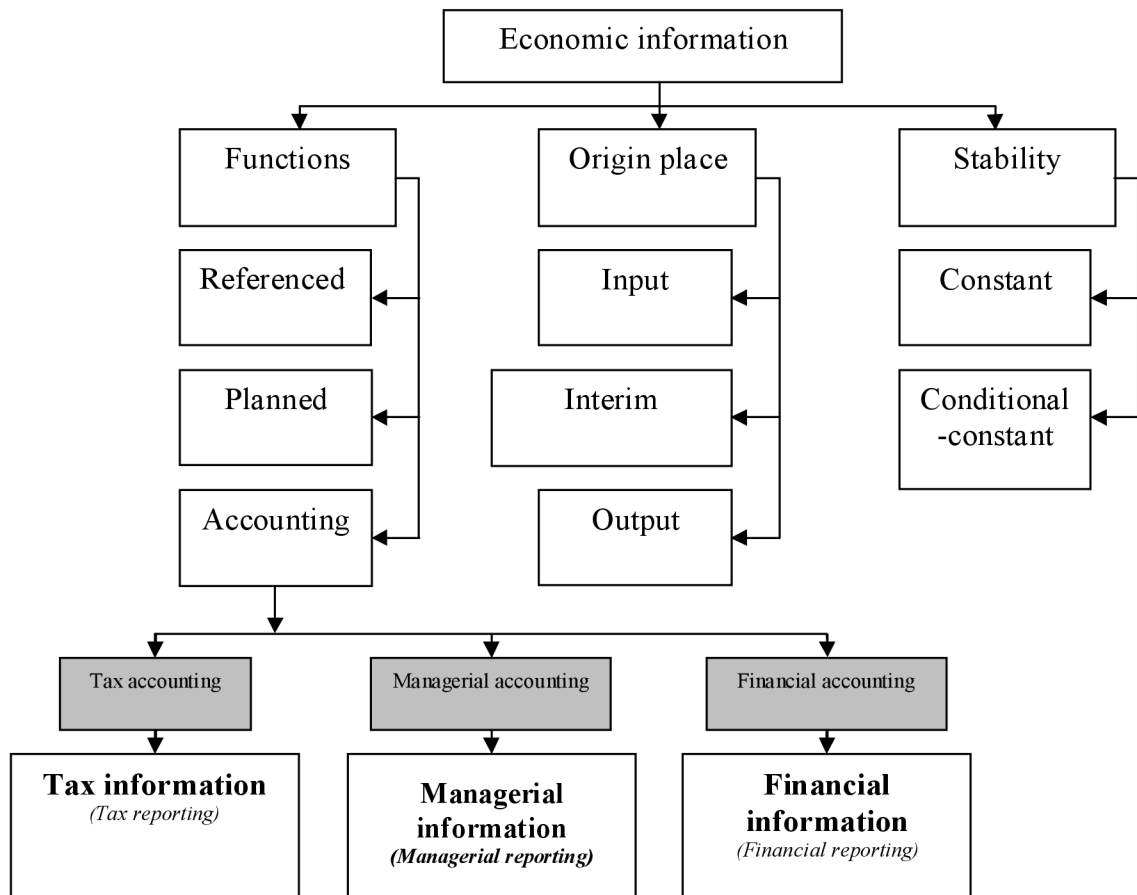 Economic information
Functions
Origin place
Stability
Referenced
Input
Constant
Planned
Interim
Conditional
-constant
Accounting
Output
Tax accounting
Managerial accounting
Financial accounting
Tax information
(Tax reporting)
Managerial
information
(Managerial reporting)
Financial
information
(Financial reporting)